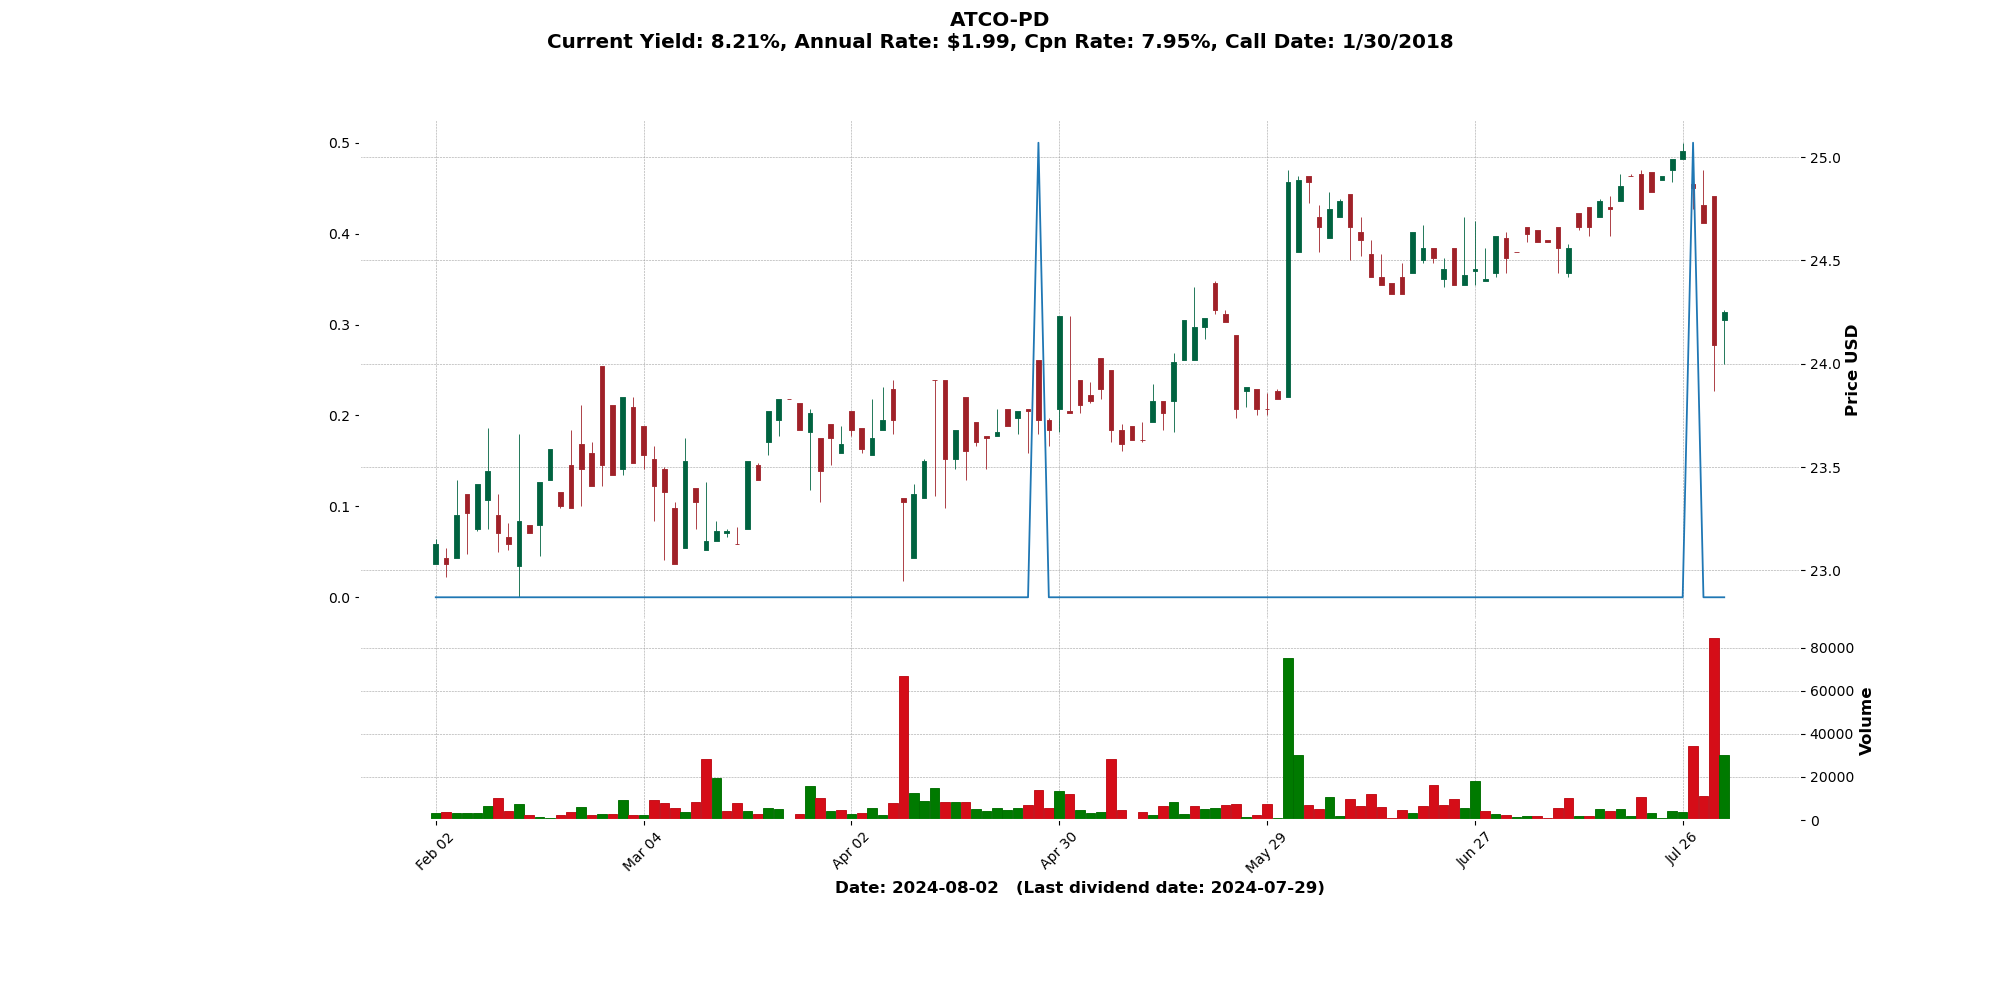 ATCO-PD
Current Yield: 8.21%, Annual Rate: $1.99, Cpn Rate: 7.95%, Call Date: 1/30/2018
0.5
0.4
0.3
0.2
0.1
0.0
25.0
24.5
24.0
23.5
23.0
Price USD
80000
60000
40000
20000
0
Volume
Feb 02
Mar 04
Apr 02
Apr 30
May 29
Jun 27
Jul 26
Date: 2024-08-02 (Last dividend date: 2024-07-29)